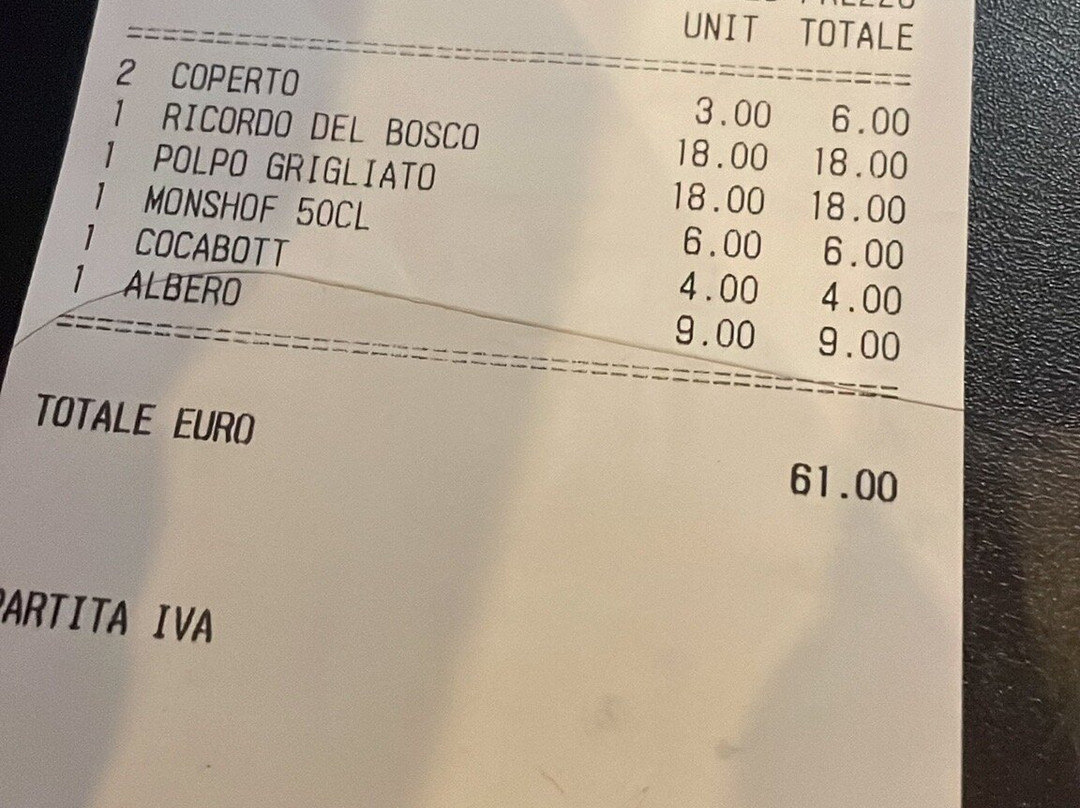 PREZZO
UNIT TOTALE
2 COPERTO 3.00 6.00
1 RICORDO DEL BOSCO 18.00 18.00
1 POLPO GRIGLIATO 18.00 18.00
1 MONSHOF 50CL 6.00 6.00
1 COCABOTT 4.00 4.00
1 ALBERO 9.00 9.00
TOTALE EURO 61.00
PARTITA IVA